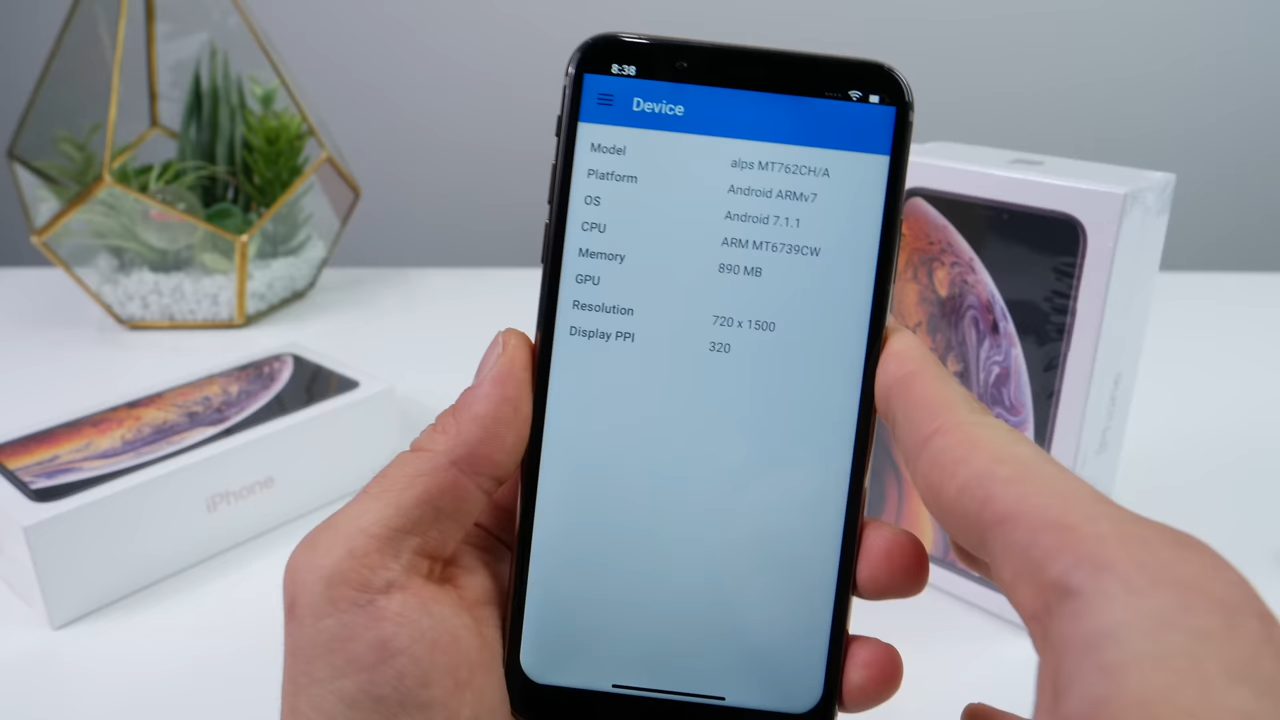 8:38
Device
Model alps MT762CH/A
Platform Android ARMv7
OS Android 7.1.1
CPU ARM MT6739CW
Memory 890 MB
GPU
Resolution 720 x 1500
Display PPI 320
iPhone
iPhone